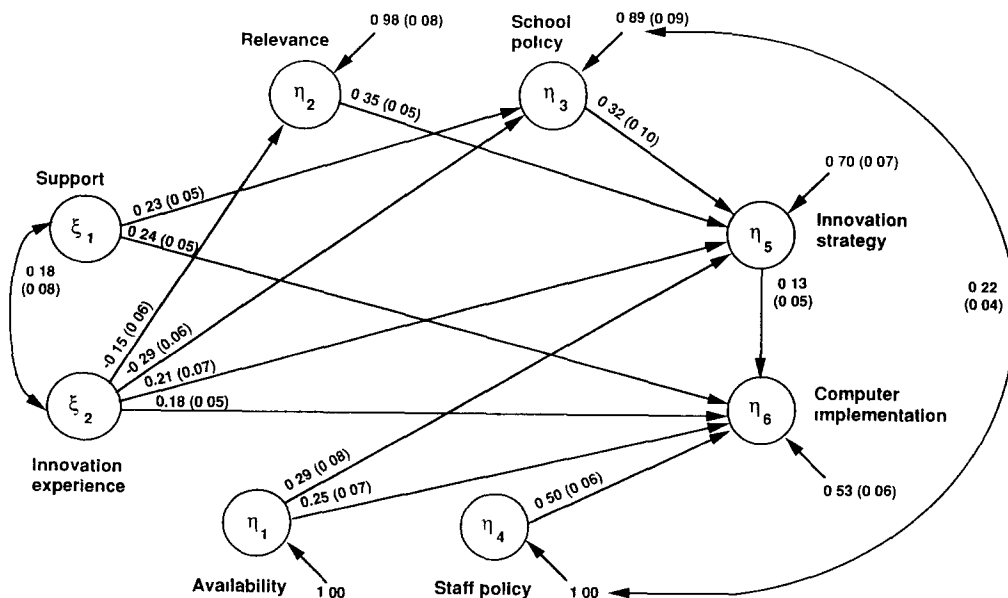 Relevance
0 98 (0 08)
School
policy
0 89 (0 09)
η2
η3
0 35 (0 05)
0 32 (0 10)
Support
ξ1
0 23 (0 05)
0 24 (0 05)
0 70 (0 07)
η5
Innovation
strategy
0 18
(0 08)
0 13
(0 05)
0 22
(0 04)
-0 15 (0 06)
-0 29 (0.06)
0.21 (0.07)
0.18 (0 05)
ξ2
η6
Computer
implementation
Innovation
experience
0 29 (0 08)
0.25 (0 07)
0 50 (0 06)
0 53 (0 06)
η1
η4
Availability
1 00
Staff policy
1 00